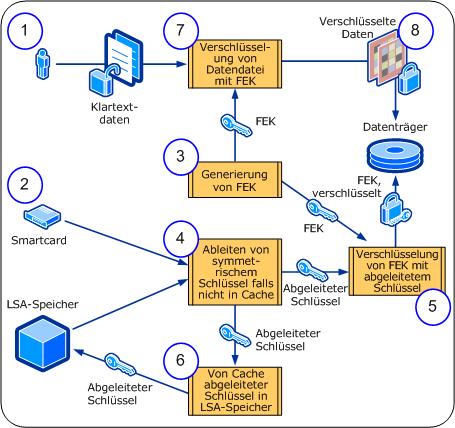 1
Klartext-
daten
7
Verschlüssel-
ung von
Datendatei
mit FEK
Verschlüsselte
Daten
8
FEK
Datenträger
3
Generierung
von FEK
FEK,
verschlüsselt
FEK
2
Smartcard
4
Ableiten von
symmet-
rischem
Schlüssel falls
nicht in Cache
Abgeleiteter
Schlüssel
Verschlüsselung
von FEK mit
abgeleitetem
Schlüssel
5
LSA-Speicher
Abgeleiteter
Schlüssel
6
Von Cache
abgeleiteter
Schlüssel in
LSA-Speicher
Abgeleiteter
Schlüssel